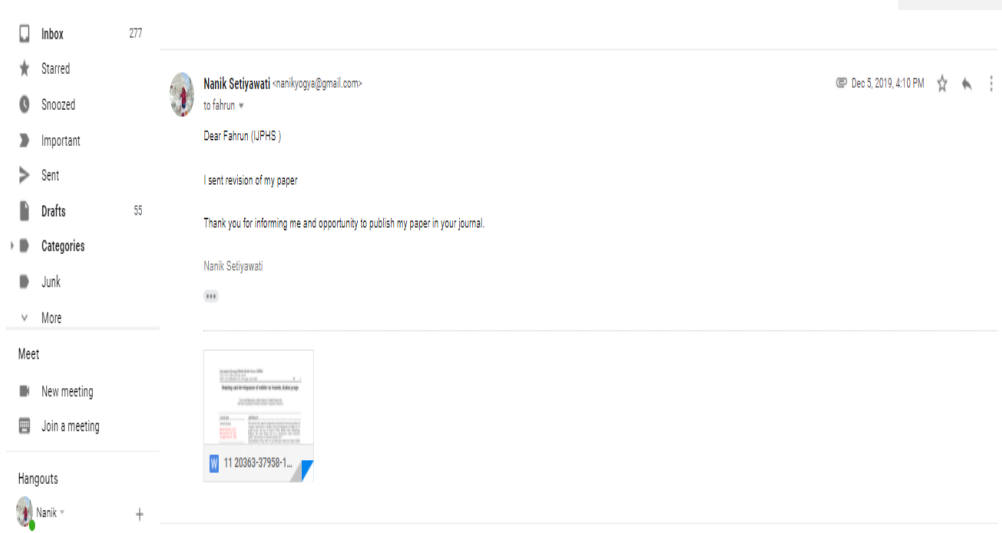 Inbox 277
Starred
Snoozed
Important
Sent
Drafts 55
Categories
Junk
More
Meet
New meeting
Join a meeting
Hangouts
Nanik
Nanik Setiyawati <nanikyogya@gmail.com>
Dec 5, 2019, 4:10 PM
to fahrun
Dear Fahrun (IJPHS )
I sent revision of my paper
Thank you for informing me and opportunity to publish my paper in your journal.
Nanik Setiyawati
W 11 20363-37958-1...